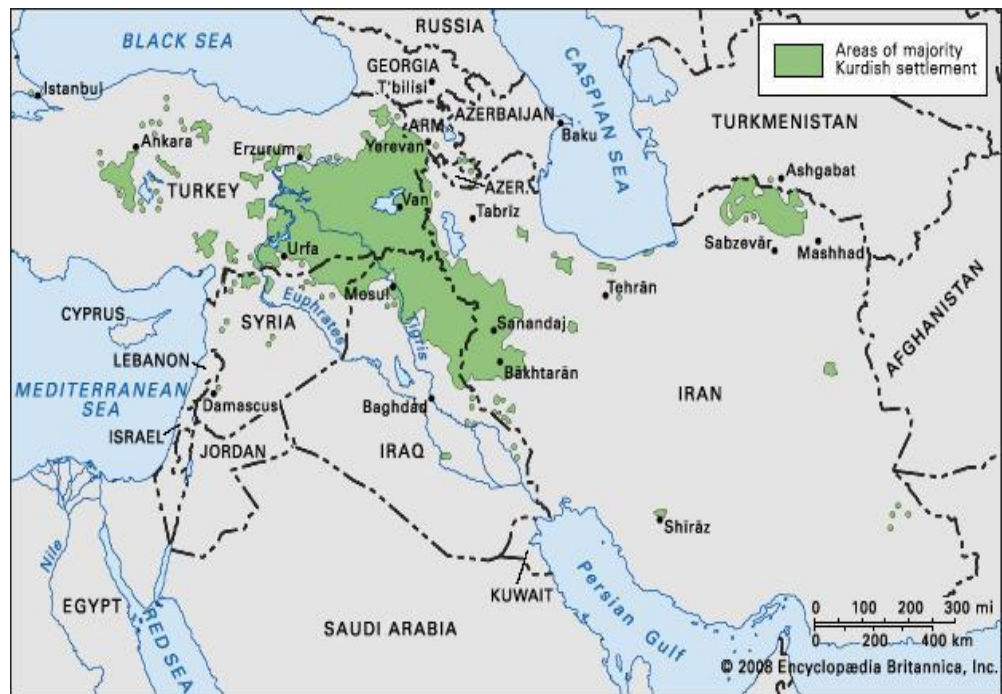 RUSSIA
BLACK SEA
Areas of majority
Kurdish settlement
GEORGIA
T'bilisi
CASPIAN SEA
Istanbul
AZERBAIJAN
ARM.
Baku
TURKMENISTAN
Ankara
Erzurum
Yerevan
Ashgabat
TURKEY
AZER.
Van
Tabrīz
Urfa
Sabzevār
Mashhad
Mosul
Tehrān
AFGHANISTAN
CYPRUS
SYRIA
Euphrates
Tigris
Sanandaj
LEBANON
Bākhtarān
MEDITERRANEAN
SEA
IRAN
Damascus
Baghdād
ISRAEL
JORDAN
IRAQ
Shīrāz
Nile
KUWAIT
Persian Gulf
EGYPT
RED SEA
SAUDI ARABIA
0 100 200 300 mi
0 200 400 km
© 2008 Encyclopædia Britannica, Inc.